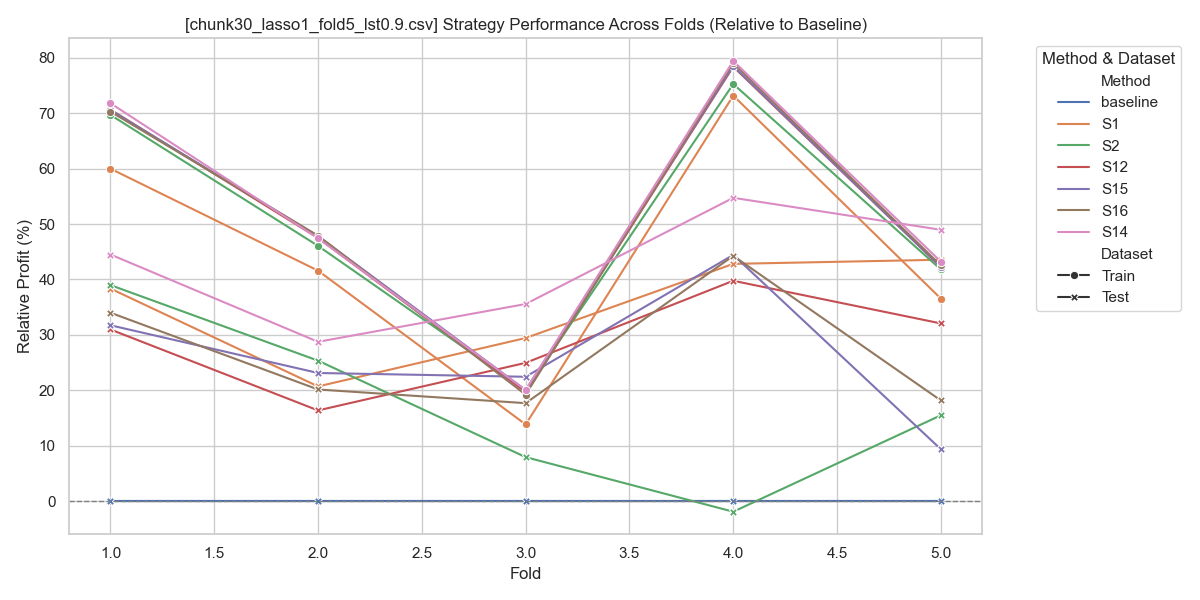 [chunk30_lasso1_fold5_lst0.9.csv] Strategy Performance Across Folds (Relative to Baseline)
Relative Profit (%)
80
70
60
50
40
30
20
10
0
1.0 1.5 2.0 2.5 3.0 3.5 4.0 4.5 5.0
Fold
Method & Dataset
Method
baseline
S1
S2
S12
S15
S16
S14
Dataset
Train
Test